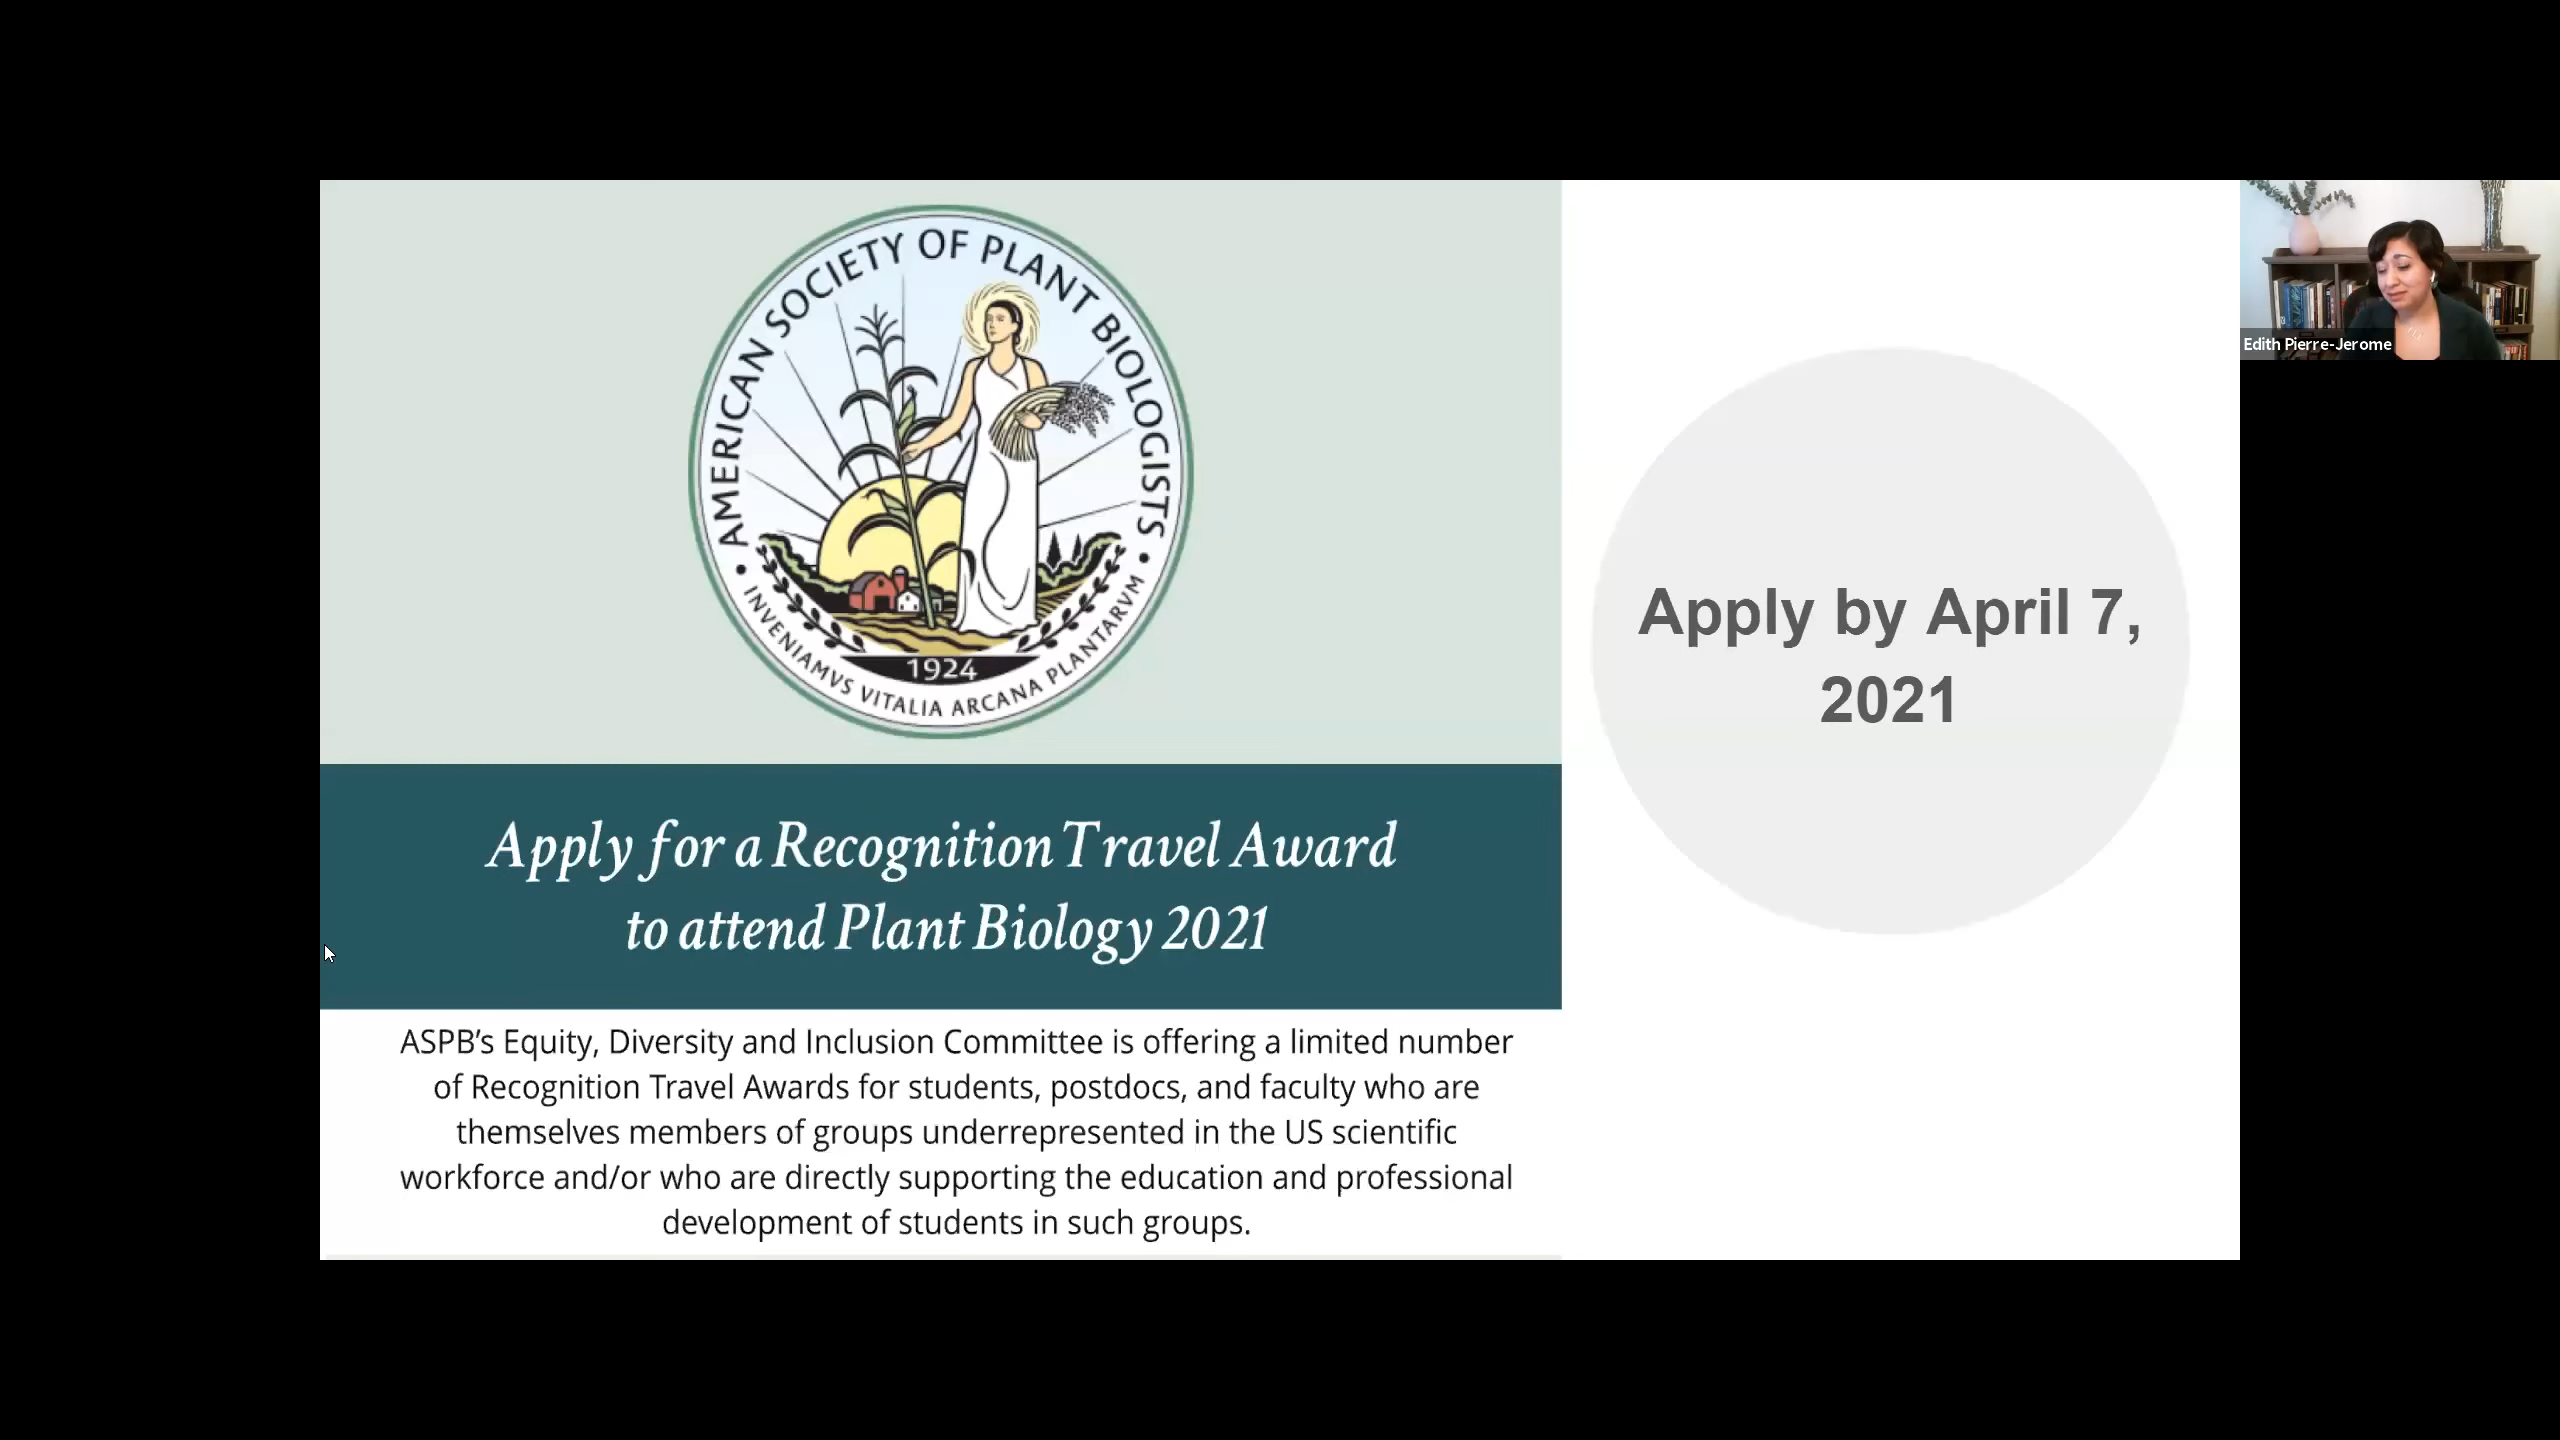 AMERICAN SOCIETY OF PLANT BIOLOGISTS
INVENIAMVS VITALIA ARCANA PLANTARVM
1924
Apply for a Recognition Travel Award
to attend Plant Biology 2021
ASPB’s Equity, Diversity and Inclusion Committee is offering a limited number
of Recognition Travel Awards for students, postdocs, and faculty who are
themselves members of groups underrepresented in the US scientific
workforce and/or who are directly supporting the education and professional
development of students in such groups.
Apply by April 7,
2021
Edith Pierre-Jerome